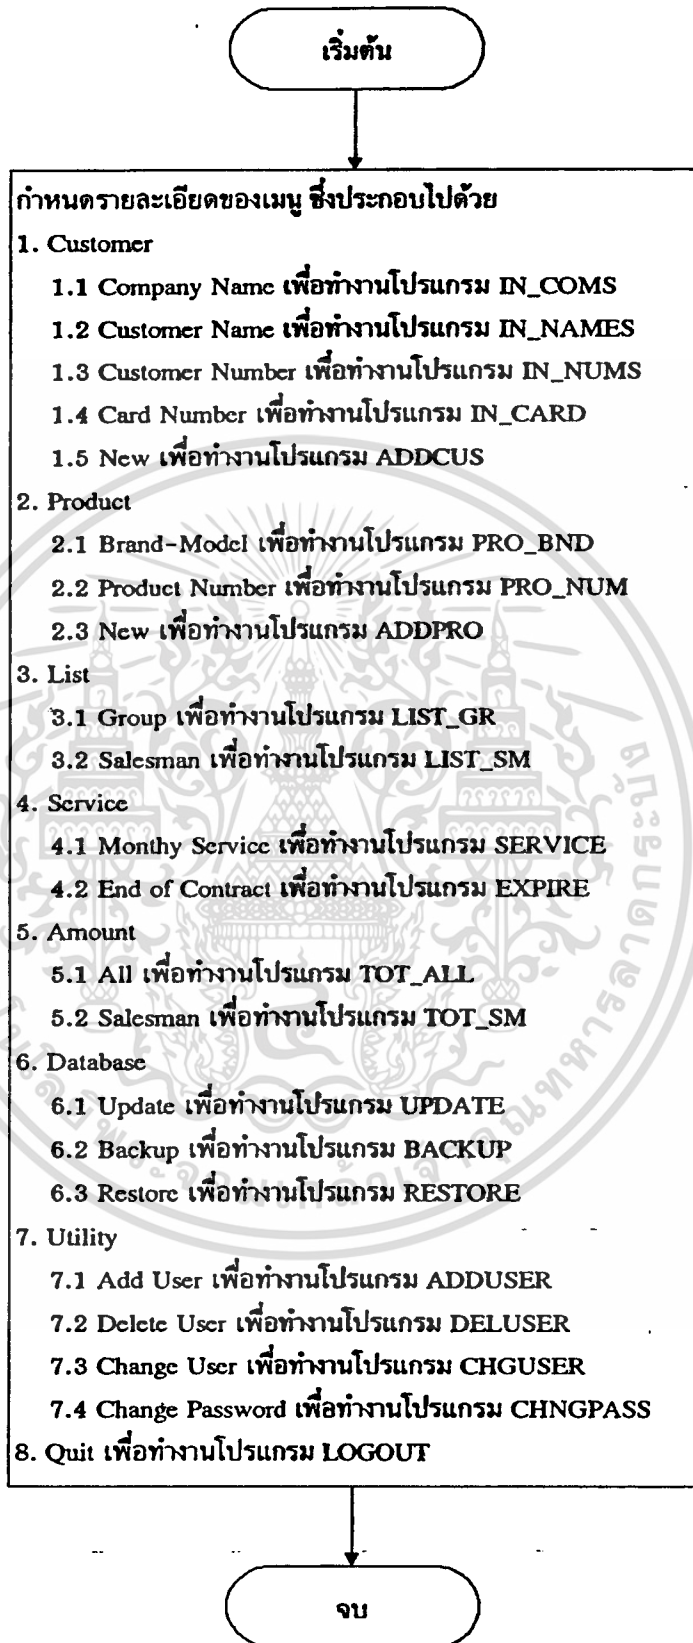 เริ่มต้น
กำหนดรายละเอียดของเมนู ซึ่งประกอบไปด้วย
1. Customer
1.1 Company Name เพื่อทำงานโปรแกรม IN_COMS
1.2 Customer Name เพื่อทำงานโปรแกรม IN_NAMES
1.3 Customer Number เพื่อทำงานโปรแกรม IN_NUMS
1.4 Card Number เพื่อทำงานโปรแกรม IN_CARD
1.5 New เพื่อทำงานโปรแกรม ADDCUS
2. Product
2.1 Brand-Model เพื่อทำงานโปรแกรม PRO_BND
2.2 Product Number เพื่อทำงานโปรแกรม PRO_NUM
2.3 New เพื่อทำงานโปรแกรม ADDPRO
3. List
3.1 Group เพื่อทำงานโปรแกรม LIST_GR
3.2 Salesman เพื่อทำงานโปรแกรม LIST_SM
4. Service
4.1 Monthy Service เพื่อทำงานโปรแกรม SERVICE
4.2 End of Contract เพื่อทำงานโปรแกรม EXPIRE
5. Amount
5.1 All เพื่อทำงานโปรแกรม TOT_ALL
5.2 Salesman เพื่อทำงานโปรแกรม TOT_SM
6. Database
6.1 Update เพื่อทำงานโปรแกรม UPDATE
6.2 Backup เพื่อทำงานโปรแกรม BACKUP
6.3 Restore เพื่อทำงานโปรแกรม RESTORE
7. Utility
7.1 Add User เพื่อทำงานโปรแกรม ADDUSER
7.2 Delete User เพื่อทำงานโปรแกรม DELUSER
7.3 Change User เพื่อทำงานโปรแกรม CHGUSER
7.4 Change Password เพื่อทำงานโปรแกรม CHNGPASS
8. Quit เพื่อทำงานโปรแกรม LOGOUT
จบ